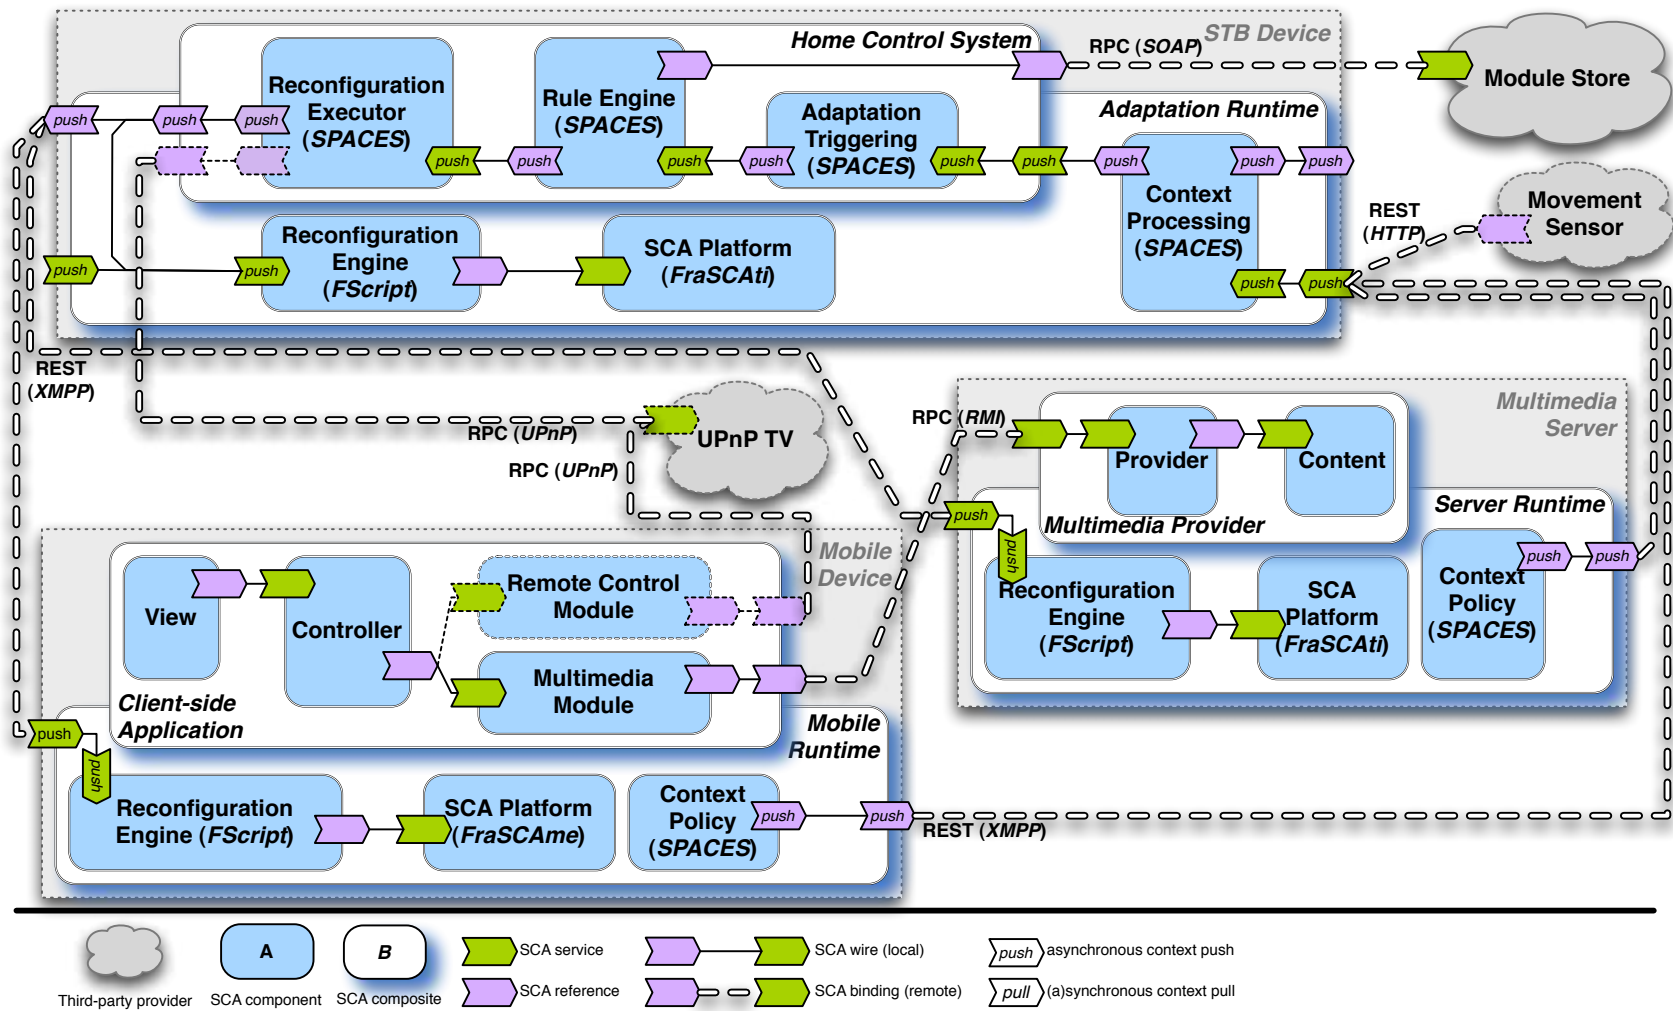 STB Device
Home Control System
RPC (SOAP)
Module Store
Reconfiguration
Executor
(SPACES)
Rule Engine
(SPACES)
Adaptation
Triggering
(SPACES)
Adaptation Runtime
push
push
push
push
push
push
push
push
push
push
push
push
Context
Processing
(SPACES)
REST
(HTTP)
Movement
Sensor
Reconfiguration
Engine
(FScript)
SCA Platform
(FraSCAti)
push
push
push
push
REST
(XMPP)
RPC (UPnP)
RPC (UPnP)
UPnP TV
RPC (RMI)
Multimedia
Server
Provider
Content
Multimedia Provider
Server Runtime
push
push
Reconfiguration
Engine
(FScript)
SCA
Platform
(FraSCAti)
Context
Policy
(SPACES)
push
push
Mobile
Device
View
Controller
Remote Control
Module
Multimedia
Module
Client-side
Application
Mobile
Runtime
push
push
Reconfiguration
Engine (FScript)
SCA Platform
(FraSCAme)
Context
Policy
(SPACES)
push
push
REST (XMPP)
A
B
SCA service
SCA wire (local)
push
asynchronous context push
Third-party provider
SCA component
SCA composite
SCA reference
SCA binding (remote)
pull
(a)synchronous context pull